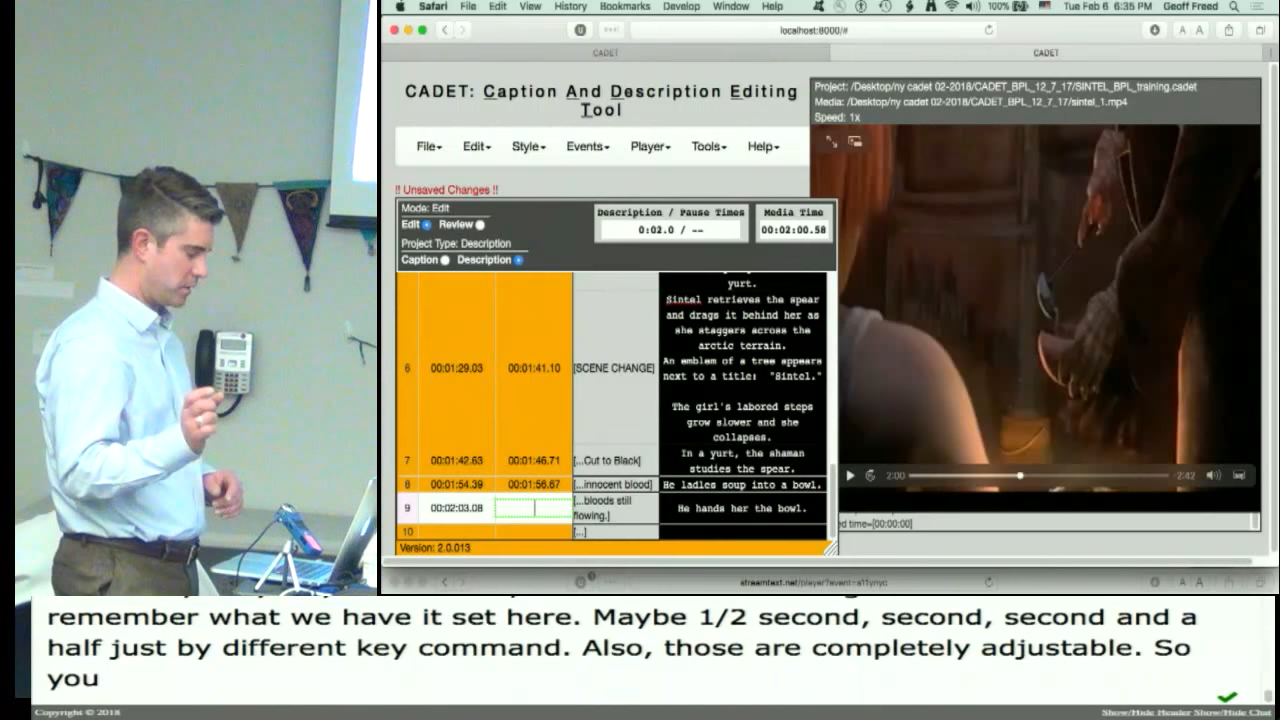 Safari File Edit View History Bookmarks Develop Window Help 100% Tue Feb 6 6:35 PM Geoff Freed
localhost:8000/#
CADET CADET
CADET: Caption And Description Editing
Tool
File Edit Style Events Player Tools Help
!! Unsaved Changes !!
Mode: Edit
Edit Review
Project Type: Description
Caption Description
Description / Pause Times
0:02.0 / --
Media Time
00:02:00.58
Project: /Desktop/ny cadet 02-2018/CADET_BPL_12_7_17/SINTEL_BPL_training.cadet
Media: /Desktop/ny cadet 02-2018/CADET_BPL_12_7_17/sintel_1.mp4
Speed: 1x
yurt.
6 00:01:29.03 00:01:41.10 [SCENE CHANGE]
Sintel retrieves the spear
and drags it behind her as
she staggers across the
arctic terrain.
An emblem of a tree appears
next to a title: "Sintel."
The girl's labored steps
grow slower and she
collapses.
7 00:01:42.63 00:01:46.71 [...Cut to Black]
In a yurt, the shaman
studies the spear.
8 00:01:54.39 00:01:56.67 [...innocent blood] He ladles soup into a bowl.
9 00:02:03.08 [...bloods still
flowing.]
He hands her the bowl.
10 [...]
Version: 2.0.013
2:00 -2:42
ed time=[00:00:00]
streamtext.net/player?event=a11ynyc
remember what we have it set here. Maybe 1/2 second, second, second and a
half just by different key command. Also, those are completely adjustable. So
you
Copyright © 2018 Show/Hide Header Show/Hide Chat